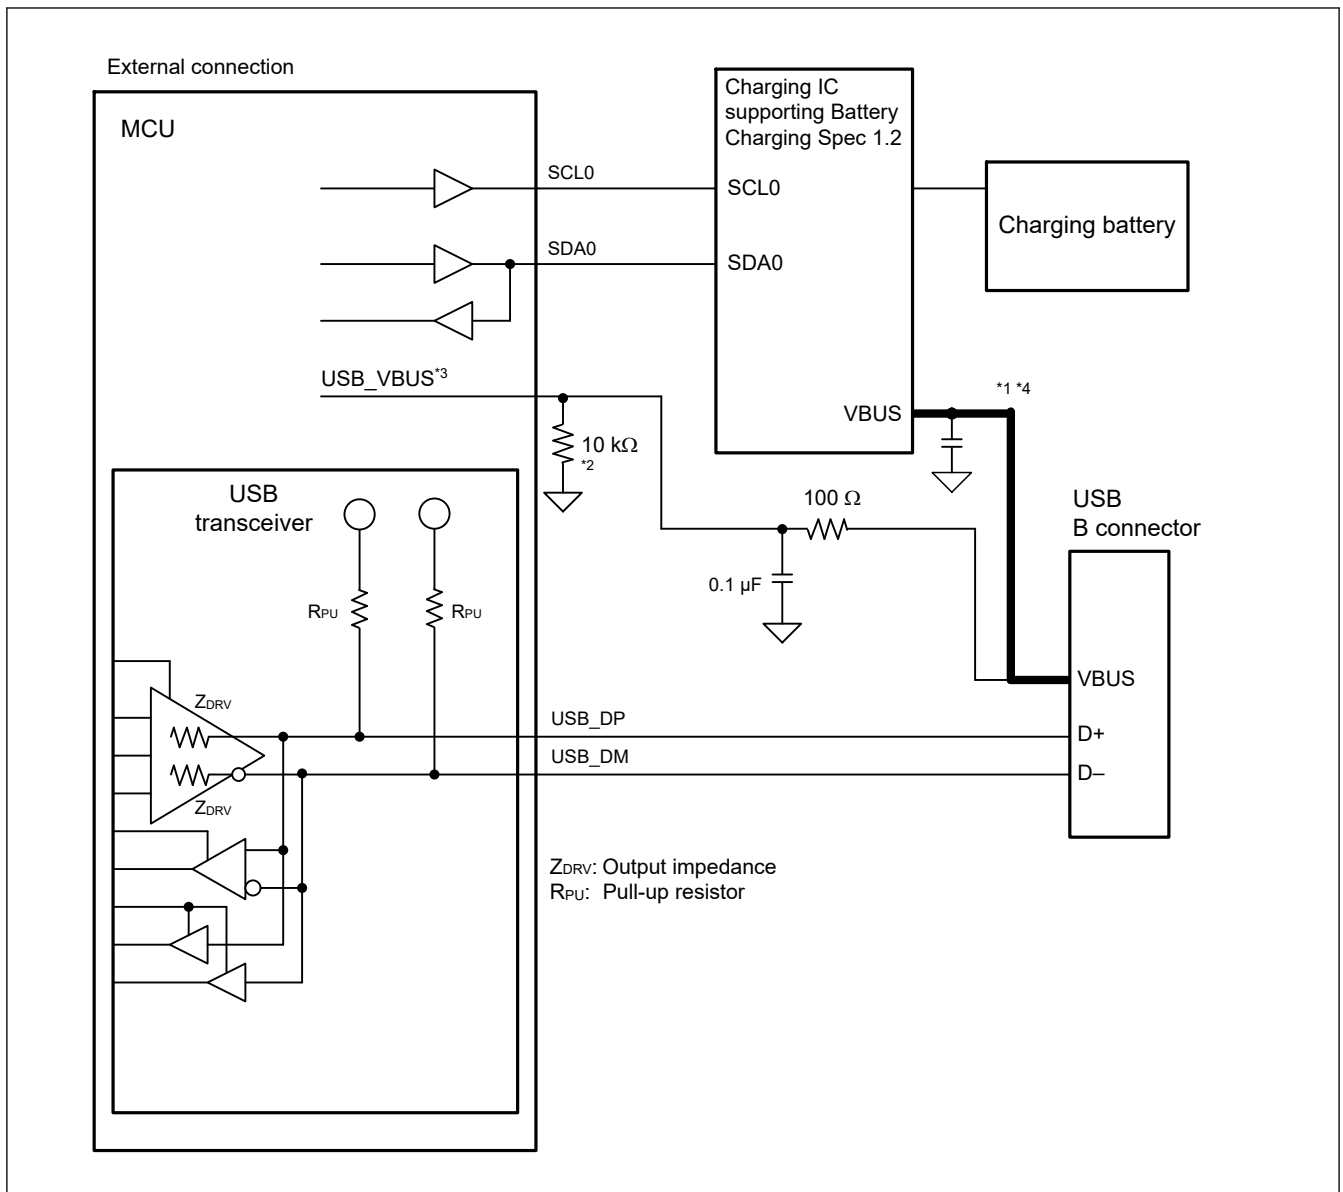 External connection
MCU
Charging IC
supporting Battery
Charging Spec 1.2
SCL0
SCL0
Charging battery
SDA0
SDA0
USB_VBUS*3
*1 *4
VBUS
10 kΩ
*2
USB
transceiver
100 Ω
USB
B connector
0.1 µF
RPU
RPU
VBUS
ZDRV
USB_DP
D+
USB_DM
D–
ZDRV
ZDRV: Output impedance
RPU: Pull-up resistor